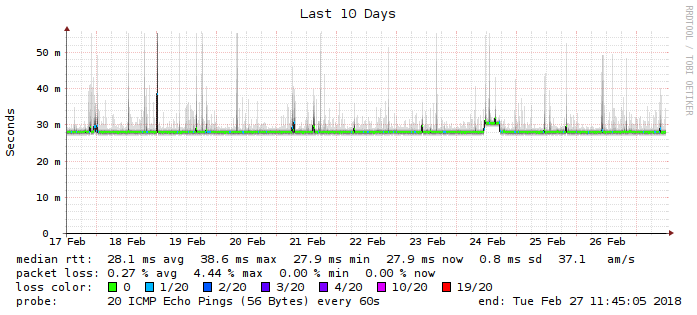 Last 10 Days
RRDTOOL / TOBI OETIKER
Seconds
50 m
40 m
30 m
20 m
10 m
0
17 Feb 18 Feb 19 Feb 20 Feb 21 Feb 22 Feb 23 Feb 24 Feb 25 Feb 26 Feb
median rtt: 28.1 ms avg 38.6 ms max 27.9 ms min 27.9 ms now 0.8 ms sd 37.1 am/s
packet loss: 0.27 % avg 4.44 % max 0.00 % min 0.00 % now
loss color: 0 1/20 2/20 3/20 4/20 10/20 19/20
probe: 20 ICMP Echo Pings (56 Bytes) every 60s end: Tue Feb 27 11:45:05 2018